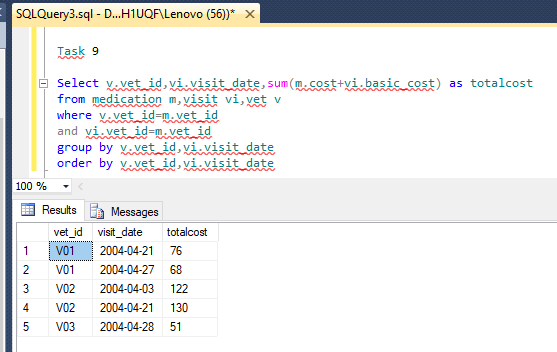 SQLQuery3.sql - D...H1UQF\Lenovo (56))* ×
Task 9
Select v.vet_id,vi.visit_date,sum(m.cost+vi.basic_cost) as totalcost
from medication m,visit vi,vet v
where v.vet_id=m.vet_id
and vi.vet_id=m.vet_id
group by v.vet_id,vi.visit_date
order by v.vet_id,vi.visit_date
100 %
Results Messages
vet_id visit_date totalcost
1 V01 2004-04-21 76
2 V01 2004-04-27 68
3 V02 2004-04-03 122
4 V02 2004-04-21 130
5 V03 2004-04-28 51